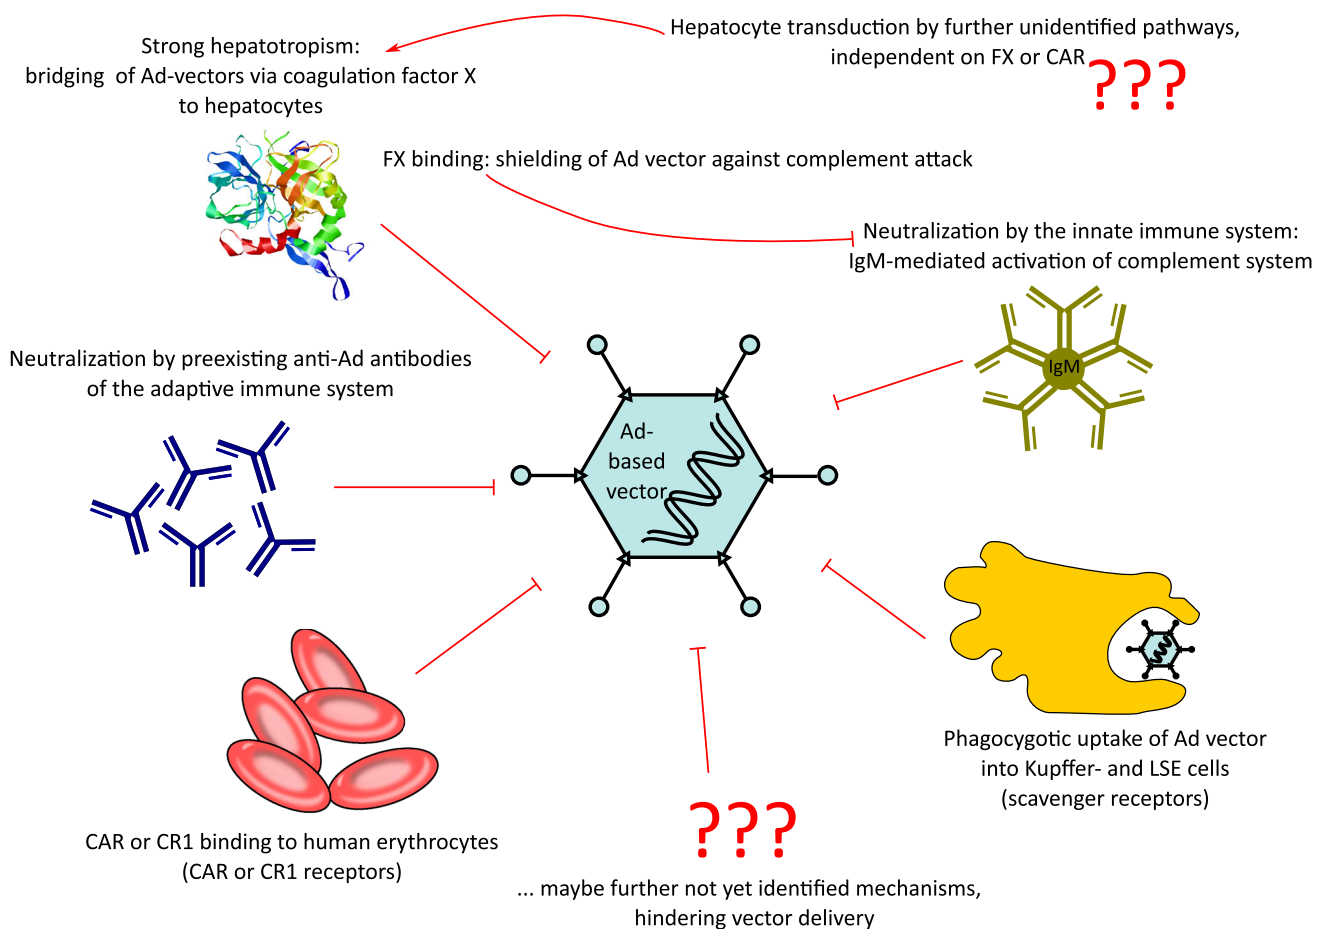 Hepatocyte transduction by further unidentified pathways,
independent on FX or CAR
???
Strong hepatotropism:
bridging of Ad-vectors via coagulation factor X
to hepatocytes
FX binding: shielding of Ad vector against complement attack
Neutralization by the innate immune system:
IgM-mediated activation of complement system
IgM
Neutralization by preexisting anti-Ad antibodies
of the adaptive immune system
Ad-
based
vector
Phagocygotic uptake of Ad vector
into Kupffer- and LSE cells
(scavenger receptors)
CAR or CR1 binding to human erythrocytes
(CAR or CR1 receptors)
???
... maybe further not yet identified mechanisms,
hindering vector delivery